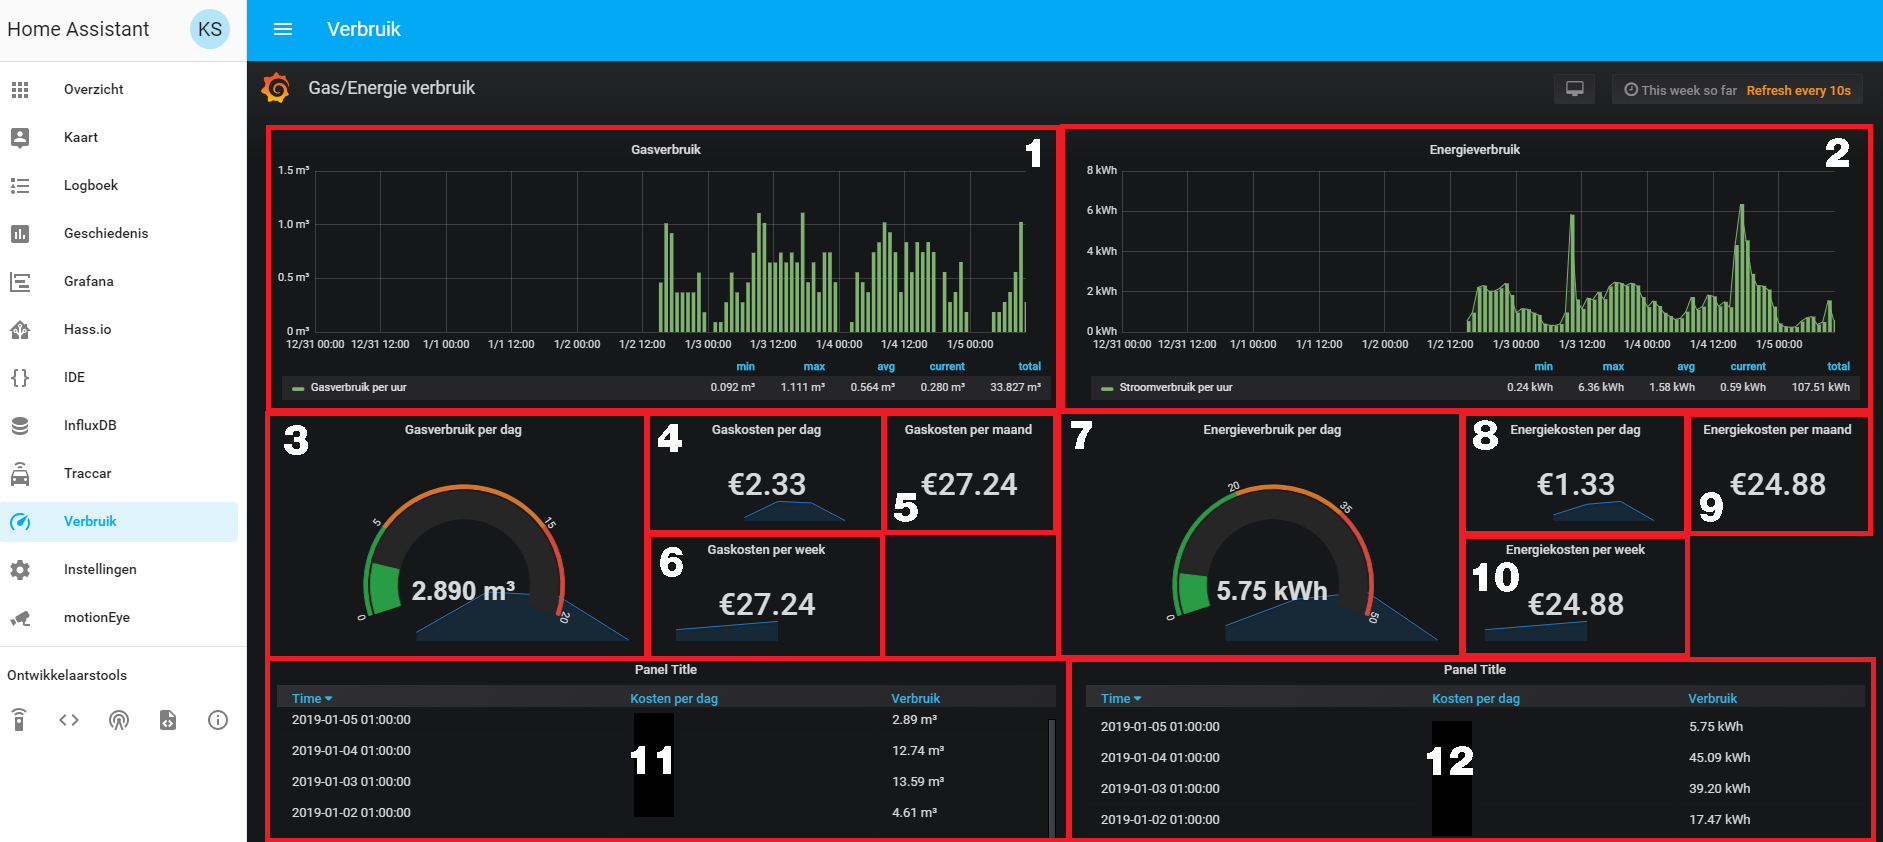 Home Assistant
KS
Verbruik
Overzicht
Kaart
Logboek
Geschiedenis
Grafana
Hass.io
IDE
InfluxDB
Traccar
Verbruik
Instellingen
motionEye
Ontwikkelaarstools
Gas/Energie verbruik
This week so far Refresh every 10s
1
Gasverbruik
1.5 m³
1.0 m³
0.5 m³
0 m³
12/31 00:00 12/31 12:00 1/1 00:00 1/1 12:00 1/2 00:00 1/2 12:00 1/3 00:00 1/3 12:00 1/4 00:00 1/4 12:00 1/5 00:00
min max avg current total
Gasverbruik per uur 0.092 m³ 1.111 m³ 0.564 m³ 0.280 m³ 33.827 m³
2
Energieverbruik
8 kWh
6 kWh
4 kWh
2 kWh
0 kWh
12/31 00:00 12/31 12:00 1/1 00:00 1/1 12:00 1/2 00:00 1/2 12:00 1/3 00:00 1/3 12:00 1/4 00:00 1/4 12:00 1/5 00:00
min max avg current total
Stroomverbruik per uur 0.24 kWh 6.36 kWh 1.58 kWh 0.59 kWh 107.51 kWh
3
Gasverbruik per dag
0 5 15 20
2.890 m³
4
Gaskosten per dag
€2.33
Gaskosten per maand
€27.24
5
6
Gaskosten per week
€27.24
7
Energieverbruik per dag
0 20 35 50
5.75 kWh
8
Energiekosten per dag
€1.33
Energiekosten per maand
€24.88
9
Energiekosten per week
10
€24.88
Panel Title
Time Kosten per dag Verbruik
2019-01-05 01:00:00 2.89 m³
2019-01-04 01:00:00 12.74 m³
11
2019-01-03 01:00:00 13.59 m³
2019-01-02 01:00:00 4.61 m³
Panel Title
Time Kosten per dag Verbruik
2019-01-05 01:00:00 5.75 kWh
2019-01-04 01:00:00 45.09 kWh
12
2019-01-03 01:00:00 39.20 kWh
2019-01-02 01:00:00 17.47 kWh